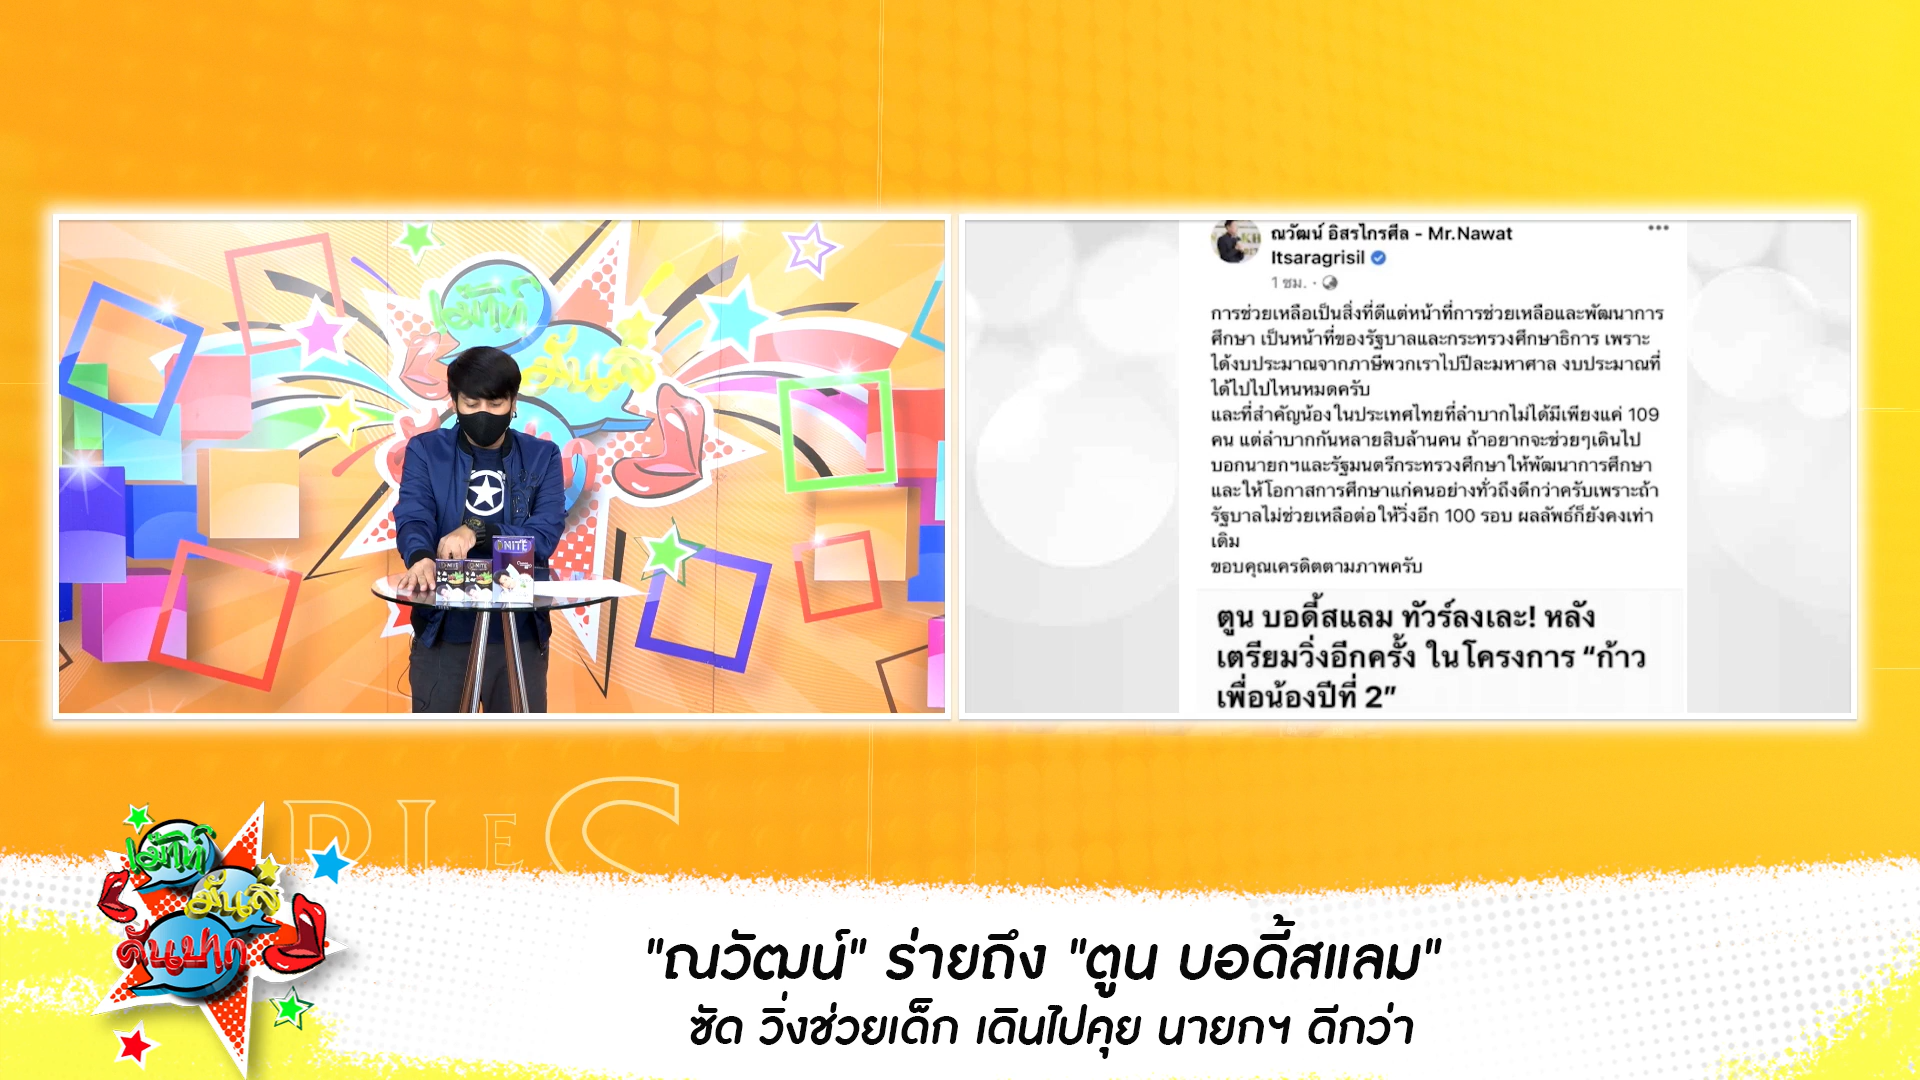 เม้าท์
มันส์
NITE
ณวัฒน์ อิสรไกรศีล - Mr.Nawat
Itsaragrisil
1 ชม.
การช่วยเหลือเป็นสิ่งที่ดีแต่หน้าที่การช่วยเหลือและพัฒนาการ
ศึกษา เป็นหน้าที่ของรัฐบาลและกระทรวงศึกษาธิการ เพราะ
ได้งบประมาณจากภาษีพวกเราไปปีละมหาศาล งบประมาณที่
ได้ไปไปไหนหมดครับ
และที่สำคัญน้องในประเทศไทยที่ลำบากไม่ได้มีเพียงแค่ 109
คน แต่ลำบากกันหลายสิบล้านคน ถ้าอยากจะช่วยๆเดินไป
บอกนายกฯและรัฐมนตรีกระทรวงศึกษาให้พัฒนาการศึกษา
และให้โอกาสการศึกษาแก่คนอย่างทั่วถึงดีกว่าครับเพราะถ้า
รัฐบาลไม่ช่วยเหลือต่อให้วิ่งอีก 100 รอบ ผลลัพธ์ก็ยังคงเท่า
เดิม
ขอบคุณเครดิตตามภาพครับ
ตูน บอดี้สแลม ทัวร์ลงเละ! หลัง
เตรียมวิ่งอีกครั้ง ในโครงการ “ก้าว
เพื่อน้องปีที่ 2”
เม้าท์
มันส์
คันปาก
"ณวัฒน์" ร่ายถึง "ตูน บอดี้สแลม"
ซัด วิ่งช่วยเด็ก เดินไปคุย นายกฯ ดีกว่า